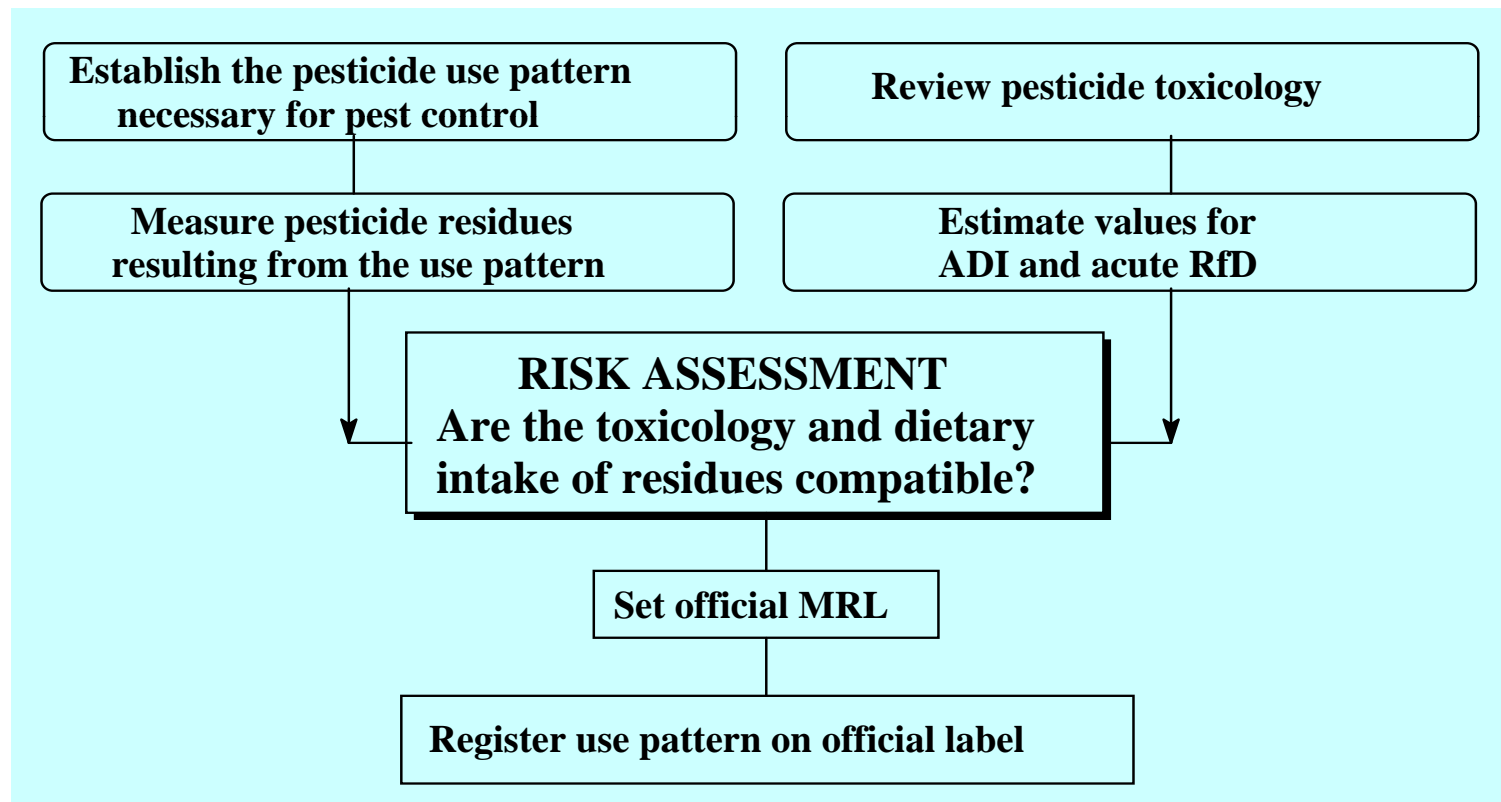 Establish the pesticide use pattern
necessary for pest control
Review pesticide toxicology
Measure pesticide residues
resulting from the use pattern
Estimate values for
ADI and acute RfD
RISK ASSESSMENT
Are the toxicology and dietary
intake of residues compatible?
Set official MRL
Register use pattern on official label